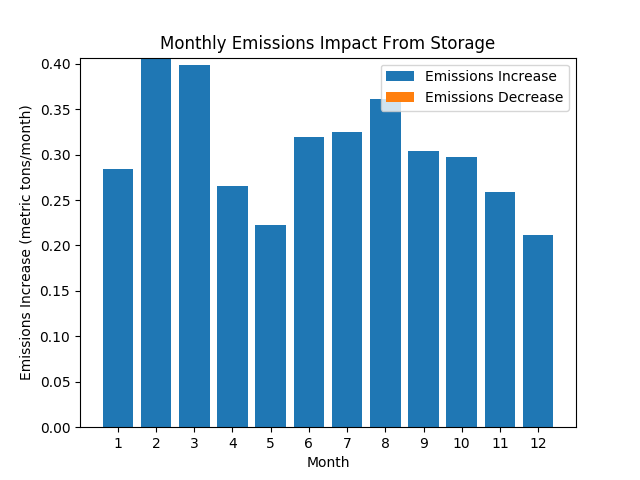 Monthly Emissions Impact From Storage
Emissions Increase
Emissions Decrease
Emissions Increase (metric tons/month)
0.40
0.35
0.30
0.25
0.20
0.15
0.10
0.05
0.00
1 2 3 4 5 6 7 8 9 10 11 12
Month